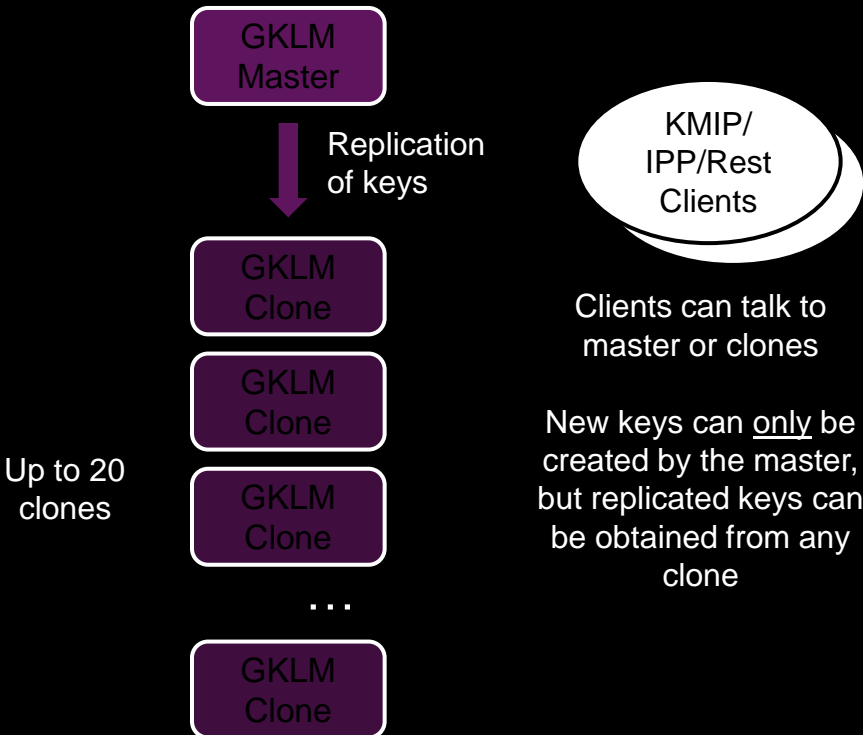 GKLM
Master
Replication
of keys
KMIP/
IPP/Rest
Clients
GKLM
Clone
Clients can talk to
master or clones
GKLM
Clone
New keys can only be
created by the master,
but replicated keys can
be obtained from any
clone
Up to 20
clones
GKLM
Clone
...
GKLM
Clone